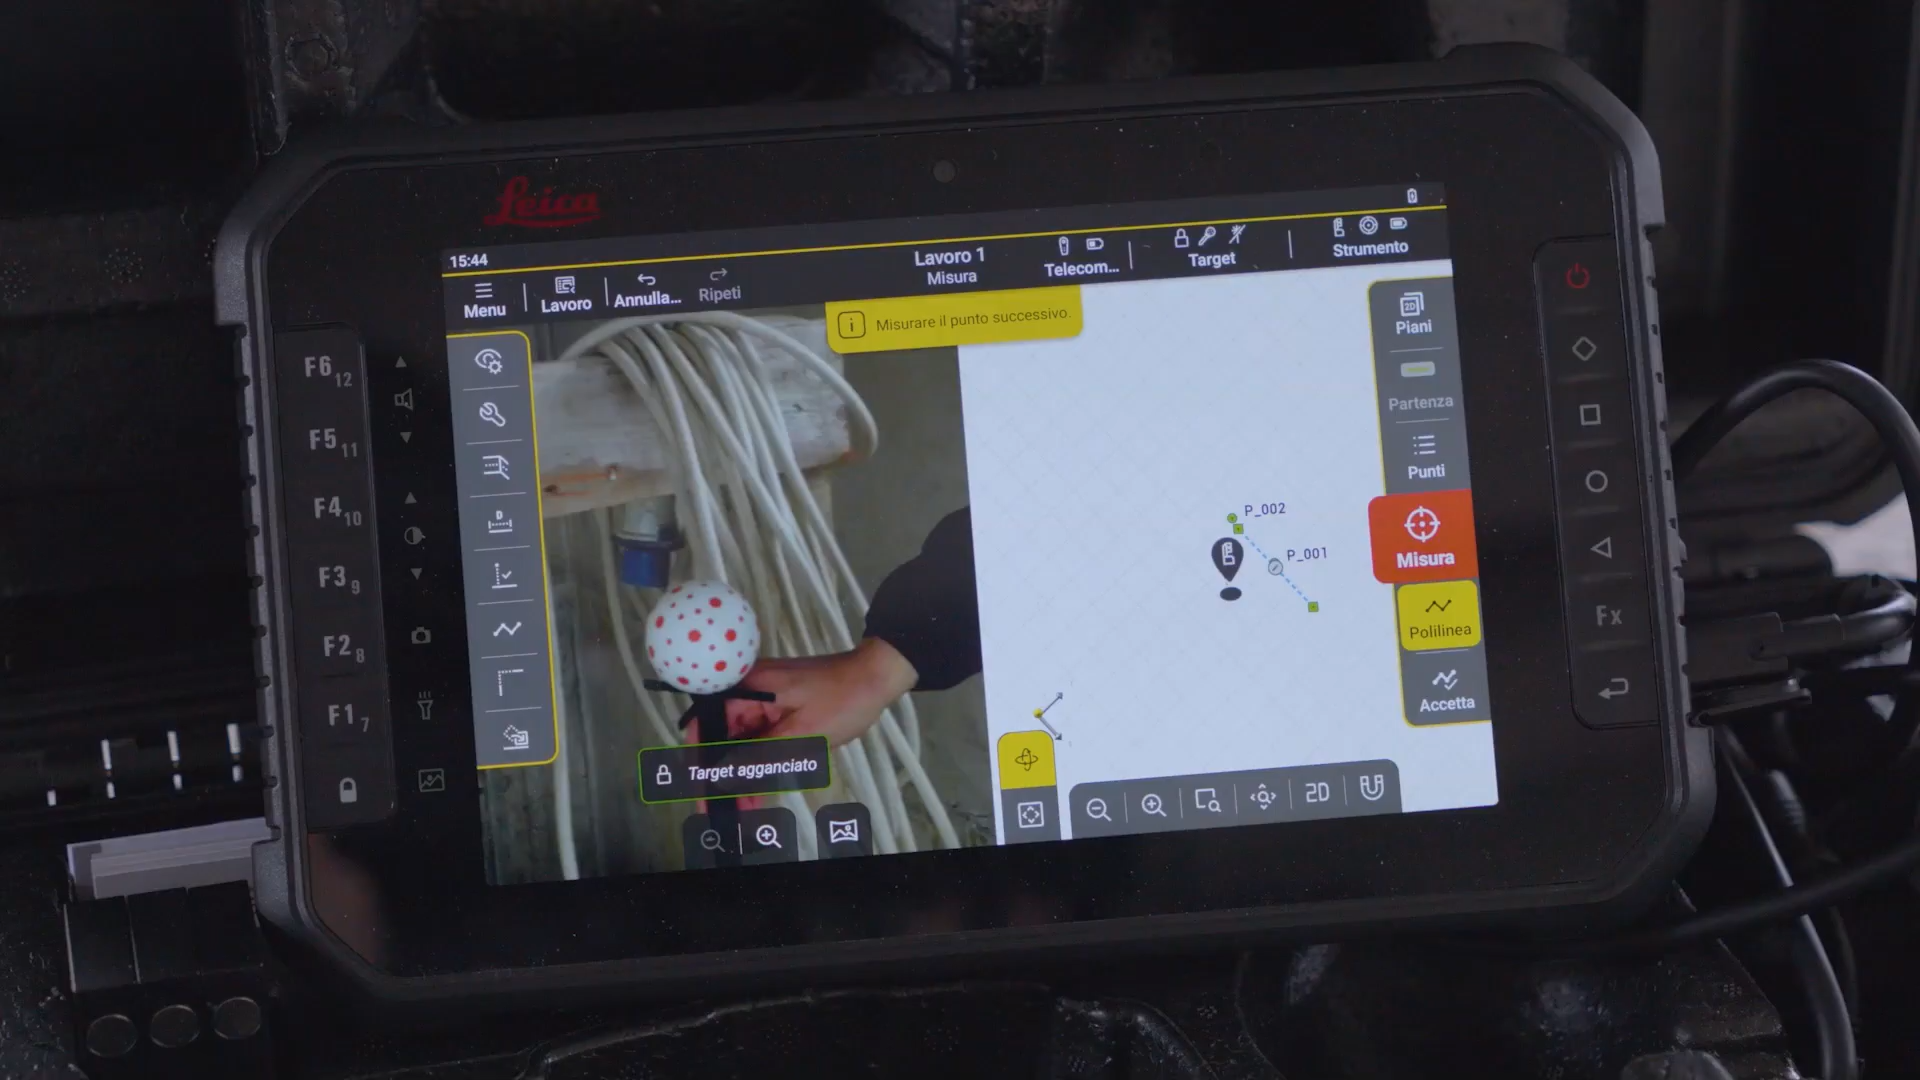 Leica
15:44
Menu
Lavoro
Annulla...
Ripeti
Lavoro 1
Misura
Telecom...
Target
Strumento
Misurare il punto successivo.
2D
Piani
Partenza
Punti
Misura
Polilinea
Accetta
D
P_002
P_001
Target agganciato
2D
F6 12
F5 11
F4 10
F3 9
F2 8
F1 7
Fx